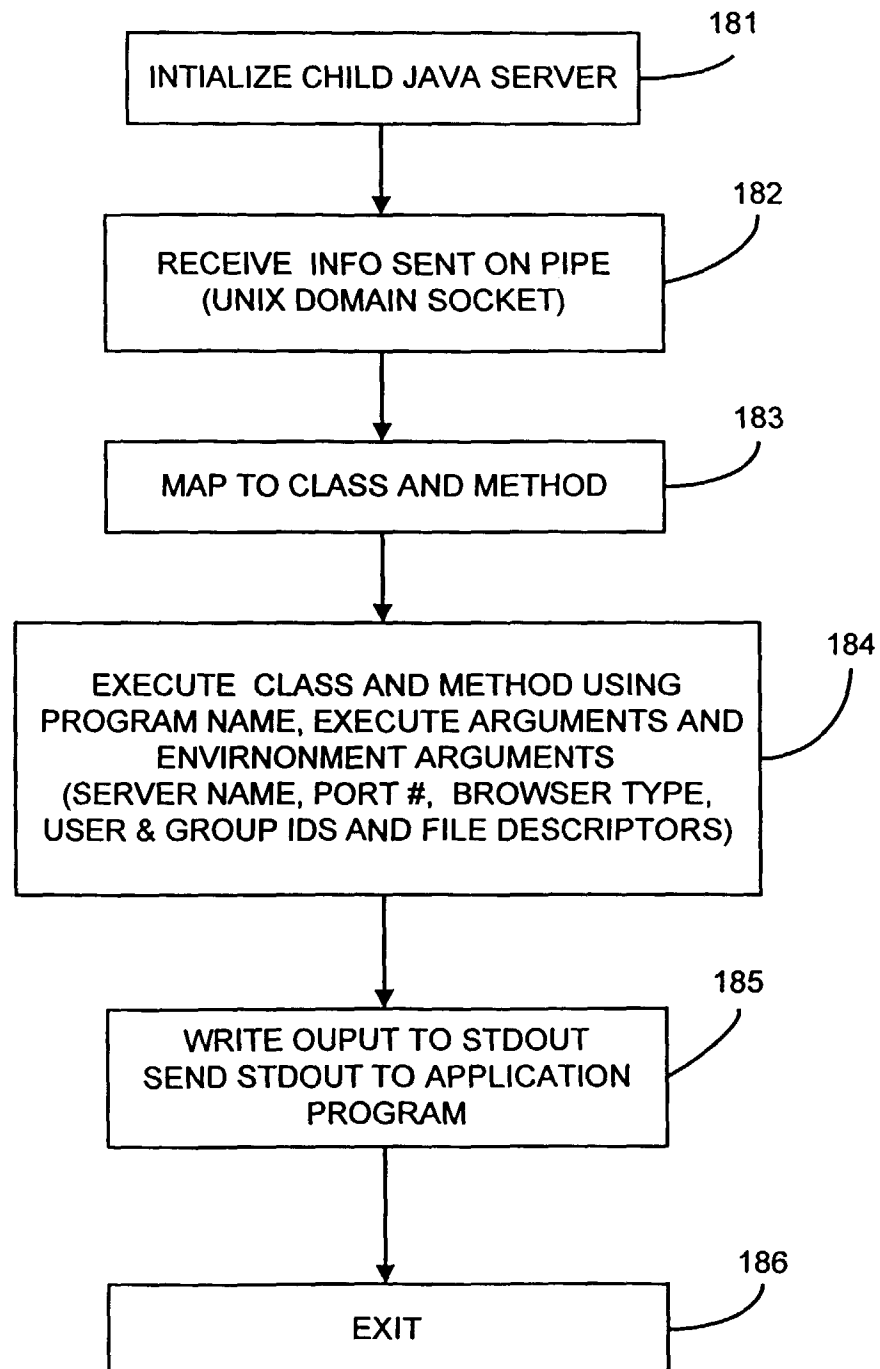 181
INTIALIZE CHILD JAVA SERVER
182
RECEIVE INFO SENT ON PIPE
(UNIX DOMAIN SOCKET)
183
MAP TO CLASS AND METHOD
184
EXECUTE CLASS AND METHOD USING
PROGRAM NAME, EXECUTE ARGUMENTS AND
ENVIRNONMENT ARGUMENTS
(SERVER NAME, PORT #, BROWSER TYPE,
USER & GROUP IDS AND FILE DESCRIPTORS)
185
WRITE OUPUT TO STDOUT
SEND STDOUT TO APPLICATION
PROGRAM
186
EXIT